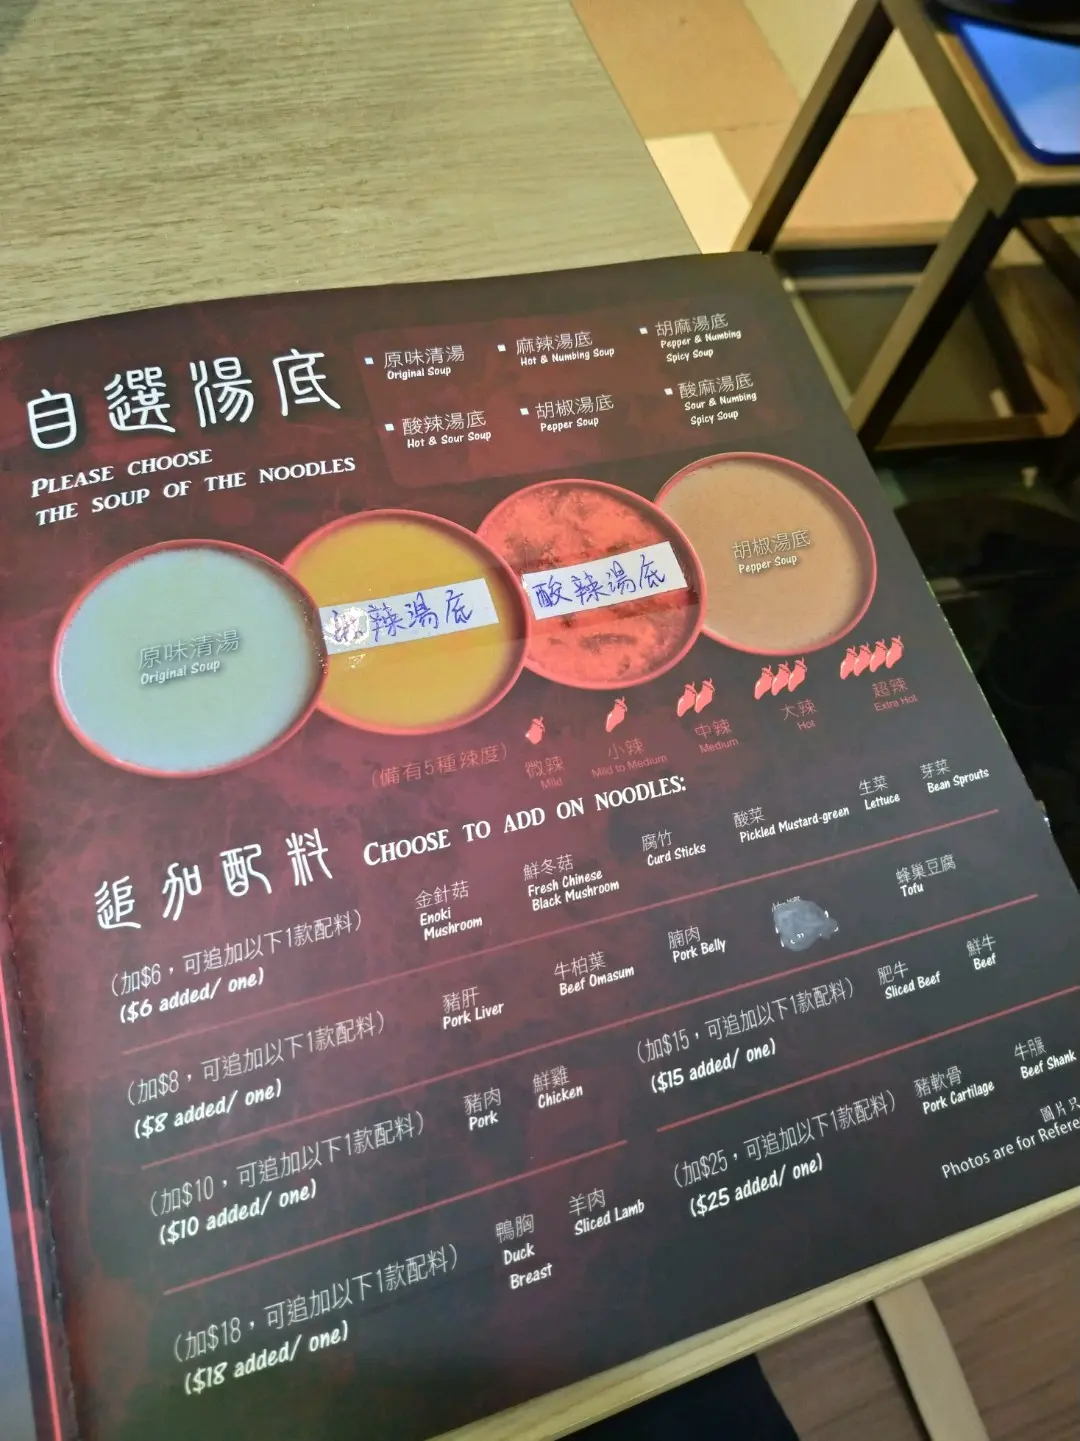 自選湯底
PLEASE CHOOSE
THE SOUP OF THE NOODLES
原味清湯
Original Soup
麻辣湯底
Hot & Numbing Soup
胡麻湯底
Pepper & Numbing
Spicy Soup
酸辣湯底
Hot & Sour Soup
胡椒湯底
Pepper Soup
酸麻湯底
Sour & Numbing
Spicy Soup
原味清湯
Original Soup
辣湯底
酸辣湯底
胡椒湯底
Pepper Soup
(備有5種辣度)
微辣
Mild
小辣
Mild to Medium
中辣
Medium
大辣
Hot
超辣
Extra Hot
追加配料
CHOOSE TO ADD ON NOODLES:
(加$6，可追加以下1款配料)
($6 added/ one)
金針菇
Enoki
Mushroom
鮮冬菇
Fresh Chinese
Black Mushroom
腐竹
Curd Sticks
酸菜
Pickled Mustard-green
生菜
Lettuce
芽菜
Bean Sprouts
(加$8，可追加以下1款配料)
($8 added/ one)
豬肝
Pork Liver
牛柏葉
Beef Omasum
腩肉
Pork Belly
蜂巢豆腐
Tofu
(加$10，可追加以下1款配料)
($10 added/ one)
豬肉
Pork
鮮雞
Chicken
(加$15，可追加以下1款配料)
($15 added/ one)
肥牛
Sliced Beef
鮮牛
Beef
(加$18，可追加以下1款配料)
($18 added/ one)
鴨胸
Duck
Breast
羊肉
Sliced Lamb
(加$25，可追加以下1款配料)
($25 added/ one)
豬軟骨
Pork Cartilage
牛𦟌
Beef Shank
圖片只
Photos are for Refere